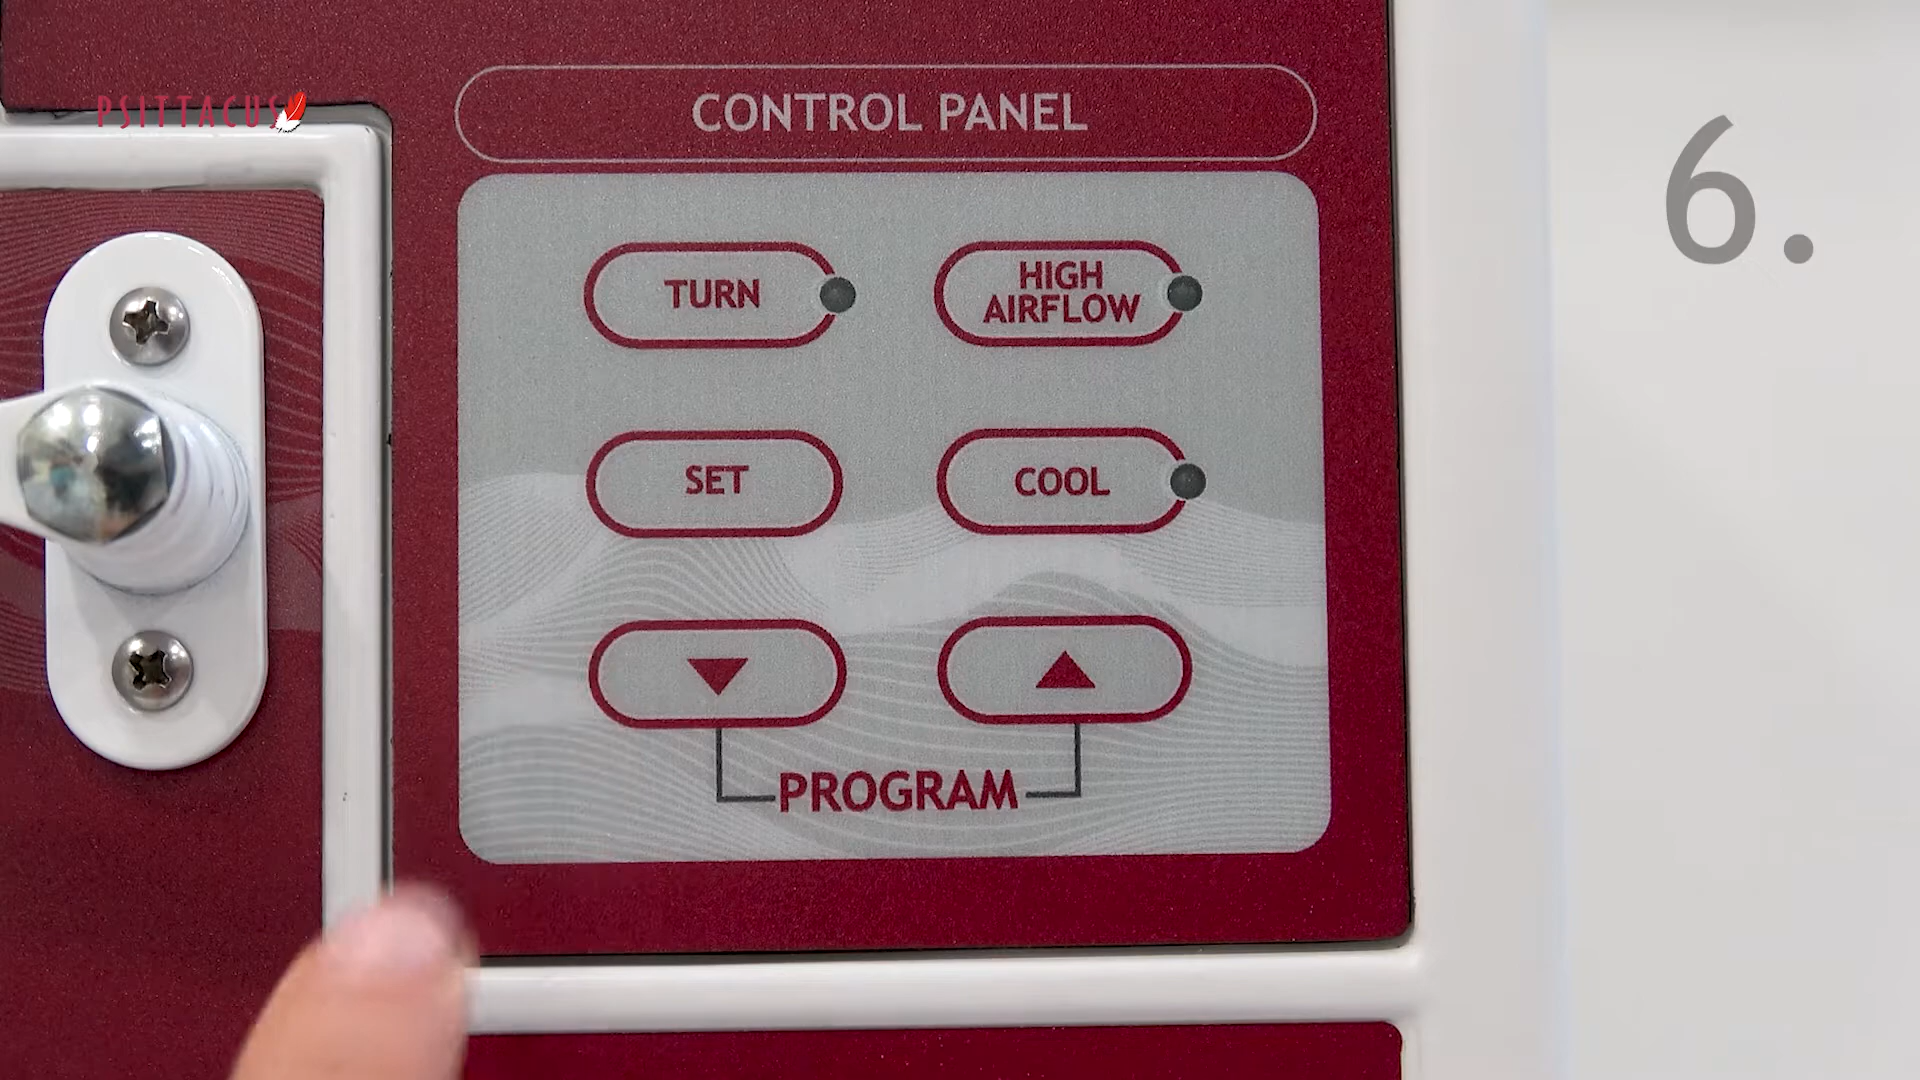 PSITTACUS
CONTROL PANEL
6.
TURN
HIGH
AIRFLOW
SET
COOL
PROGRAM